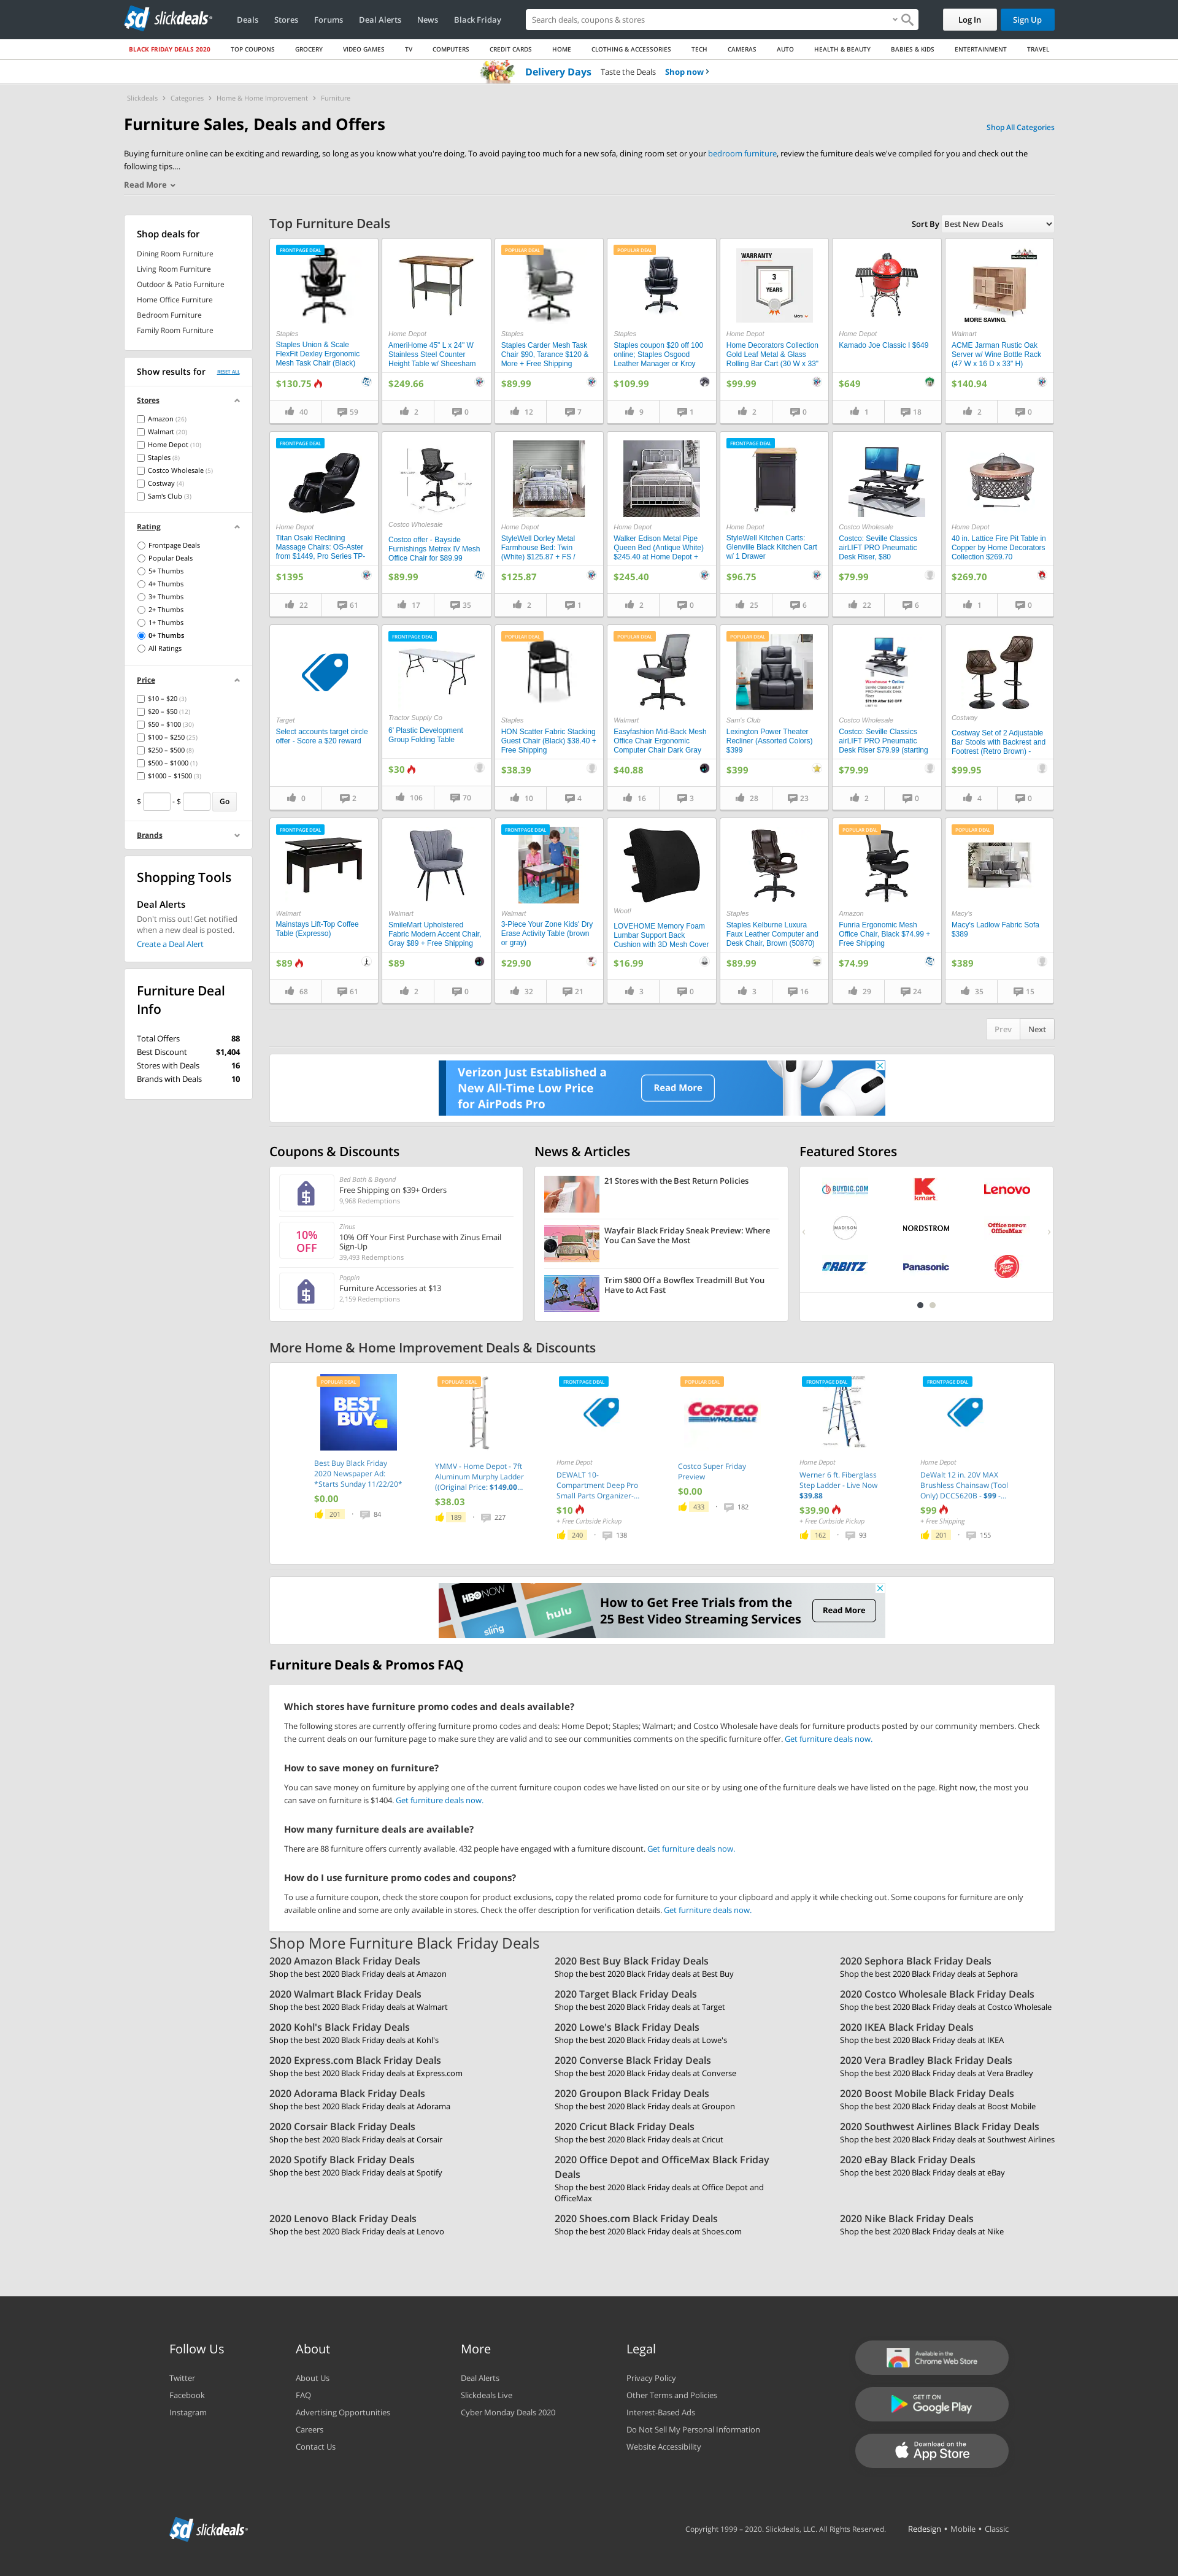 sd slickdeals
Deals Stores Forums Deal Alerts News Black Friday
Search deals, coupons & stores
Log In
Sign Up
BLACK FRIDAY DEALS 2020 TOP COUPONS GROCERY VIDEO GAMES TV COMPUTERS CREDIT CARDS HOME CLOTHING & ACCESSORIES TECH CAMERAS AUTO HEALTH & BEAUTY BABIES & KIDS ENTERTAINMENT TRAVEL
Delivery Days Taste the Deals Shop now ›
Slickdeals › Categories › Home & Home Improvement › Furniture
Furniture Sales, Deals and Offers
Shop All Categories
Buying furniture online can be exciting and rewarding, so long as you know what you're doing. To avoid paying too much for a new sofa, dining room set or your bedroom furniture, review the furniture deals we've compiled for you and check out the
following tips....
Read More
Shop deals for
Dining Room Furniture
Living Room Furniture
Outdoor & Patio Furniture
Home Office Furniture
Bedroom Furniture
Family Room Furniture
Show results for RESET ALL
Stores
Amazon (26)
Walmart (20)
Home Depot (10)
Staples (8)
Costco Wholesale (5)
Costway (4)
Sam's Club (3)
Rating
Frontpage Deals
Popular Deals
5+ Thumbs
4+ Thumbs
3+ Thumbs
2+ Thumbs
1+ Thumbs
0+ Thumbs
All Ratings
Price
$10 – $20 (3)
$20 – $50 (12)
$50 – $100 (30)
$100 – $250 (25)
$250 – $500 (8)
$500 – $1000 (1)
$1000 – $1500 (3)
$ - $ Go
Brands
Shopping Tools
Deal Alerts
Don't miss out! Get notified
when a new deal is posted.
Create a Deal Alert
Furniture Deal
Info
Total Offers 88
Best Discount $1,404
Stores with Deals 16
Brands with Deals 10
Top Furniture Deals
Sort By Best New Deals
FRONTPAGE DEAL
Staples
Staples Union & Scale
FlexFit Dexley Ergonomic
Mesh Task Chair (Black)
$130.75
40 59
Home Depot
AmeriHome 45" L x 24" W
Stainless Steel Counter
Height Table w/ Sheesham
$249.66
2 0
POPULAR DEAL
Staples
Staples Carder Mesh Task
Chair $90, Tarance $120 &
More + Free Shipping
$89.99
12 7
POPULAR DEAL
Staples
Staples coupon $20 off 100
online; Staples Osgood
Leather Manager or Kroy
$109.99
9 1
WARRANTY
3
YEARS
More
Home Depot
Home Decorators Collection
Gold Leaf Metal & Glass
Rolling Bar Cart (30 W x 33"
$99.99
2 0
Home Depot
Kamado Joe Classic I $649
$649
1 18
MORE SAVING.
Walmart
ACME Jarman Rustic Oak
Server w/ Wine Bottle Rack
(47 W x 16 D x 33" H)
$140.94
2 0
FRONTPAGE DEAL
Home Depot
Titan Osaki Reclining
Massage Chairs: OS-Aster
from $1449, Pro Series TP-
$1395
22 61
Costco Wholesale
Costco offer - Bayside
Furnishings Metrex IV Mesh
Office Chair for $89.99
$89.99
17 35
Home Depot
StyleWell Dorley Metal
Farmhouse Bed: Twin
(White) $125.87 + FS /
$125.87
2 1
Home Depot
Walker Edison Metal Pipe
Queen Bed (Antique White)
$245.40 at Home Depot +
$245.40
2 0
FRONTPAGE DEAL
Home Depot
StyleWell Kitchen Carts:
Glenville Black Kitchen Cart
w/ 1 Drawer
$96.75
25 6
Costco Wholesale
Costco: Seville Classics
airLIFT PRO Pneumatic
Desk Riser, $80
$79.99
22 6
Home Depot
40 in. Lattice Fire Pit Table in
Copper by Home Decorators
Collection $269.70
$269.70
1 0
Target
Select accounts target circle
offer - Score a $20 reward
0 2
FRONTPAGE DEAL
Tractor Supply Co
6' Plastic Development
Group Folding Table
$30
106 70
POPULAR DEAL
Staples
HON Scatter Fabric Stacking
Guest Chair (Black) $38.40 +
Free Shipping
$38.39
10 4
POPULAR DEAL
Walmart
Easyfashion Mid-Back Mesh
Office Chair Ergonomic
Computer Chair Dark Gray
$40.88
16 3
POPULAR DEAL
Sam's Club
Lexington Power Theater
Recliner (Assorted Colors)
$399
$399
28 23
Costco Wholesale
Costco: Seville Classics
airLIFT PRO Pneumatic
Desk Riser $79.99 (starting
$79.99
2 0
Costway
Costway Set of 2 Adjustable
Bar Stools with Backrest and
Footrest (Retro Brown) -
$99.95
4 0
FRONTPAGE DEAL
Walmart
Mainstays Lift-Top Coffee
Table (Expresso)
$89
68 61
Walmart
SmileMart Upholstered
Fabric Modern Accent Chair,
Gray $89 + Free Shipping
$89
2 0
FRONTPAGE DEAL
Walmart
3-Piece Your Zone Kids' Dry
Erase Activity Table (brown
or gray)
$29.90
32 21
Woot!
LOVEHOME Memory Foam
Lumbar Support Back
Cushion with 3D Mesh Cover
$16.99
3 0
Staples
Staples Kelburne Luxura
Faux Leather Computer and
Desk Chair, Brown (50870)
$89.99
3 16
POPULAR DEAL
Amazon
Funria Ergonomic Mesh
Office Chair, Black $74.99 +
Free Shipping
$74.99
29 24
POPULAR DEAL
Macy's
Macy's Ladlow Fabric Sofa
$389
$389
35 15
Prev Next
Verizon Just Established a
New All-Time Low Price
for AirPods Pro
Read More
Coupons & Discounts
Bed Bath & Beyond
Free Shipping on $39+ Orders
9,968 Redemptions
10%
OFF
Zinus
10% Off Your First Purchase with Zinus Email
Sign-Up
39,493 Redemptions
Poppin
Furniture Accessories at $13
2,159 Redemptions
News & Articles
21 Stores with the Best Return Policies
Wayfair Black Friday Sneak Preview: Where
You Can Save the Most
Trim $800 Off a Bowflex Treadmill But You
Have to Act Fast
Featured Stores
BUYDIG.COM Kmart Lenovo
MADISON NORDSTROM Office DEPOT OfficeMax
ORBITZ Panasonic
More Home & Home Improvement Deals & Discounts
POPULAR DEAL
BEST BUY
Best Buy Black Friday
2020 Newspaper Ad:
*Starts Sunday 11/22/20*
$0.00
201 • 84
POPULAR DEAL
YMMV - Home Depot - 7ft
Aluminum Murphy Ladder
((Original Price: $149.00...
$38.03
189 • 227
FRONTPAGE DEAL
Home Depot
DEWALT 10-
Compartment Deep Pro
Small Parts Organizer-...
$10
+ Free Curbside Pickup
240 • 138
POPULAR DEAL
COSTCO WHOLESALE
Costco Super Friday
Preview
$0.00
433 • 182
FRONTPAGE DEAL
Home Depot
Werner 6 ft. Fiberglass
Step Ladder - Live Now
$39.88
$39.90
+ Free Curbside Pickup
162 • 93
FRONTPAGE DEAL
Home Depot
DeWalt 12 in. 20V MAX
Brushless Chainsaw (Tool
Only) DCCS620B - $99 -...
$99
+ Free Shipping
201 • 155
HBO NOW
sling
hulu
How to Get Free Trials from the
25 Best Video Streaming Services
Read More
Furniture Deals & Promos FAQ
Which stores have furniture promo codes and deals available?
The following stores are currently offering furniture promo codes and deals: Home Depot; Staples; Walmart; and Costco Wholesale have deals for furniture products posted by our community members. Check
the current deals on our furniture page to make sure they are valid and to see our communities comments on the specific furniture offer. Get furniture deals now.
How to save money on furniture?
You can save money on furniture by applying one of the current furniture coupon codes we have listed on our site or by using one of the furniture deals we have listed on the page. Right now, the most you
can save on furniture is $1404. Get furniture deals now.
How many furniture deals are available?
There are 88 furniture offers currently available. 432 people have engaged with a furniture discount. Get furniture deals now.
How do I use furniture promo codes and coupons?
To use a furniture coupon, check the store coupon for product exclusions, copy the related promo code for furniture to your clipboard and apply it while checking out. Some coupons for furniture are only
available online and some are only available in stores. Check the offer description for verification details. Get furniture deals now.
Shop More Furniture Black Friday Deals
2020 Amazon Black Friday Deals
Shop the best 2020 Black Friday deals at Amazon
2020 Best Buy Black Friday Deals
Shop the best 2020 Black Friday deals at Best Buy
2020 Sephora Black Friday Deals
Shop the best 2020 Black Friday deals at Sephora
2020 Walmart Black Friday Deals
Shop the best 2020 Black Friday deals at Walmart
2020 Target Black Friday Deals
Shop the best 2020 Black Friday deals at Target
2020 Costco Wholesale Black Friday Deals
Shop the best 2020 Black Friday deals at Costco Wholesale
2020 Kohl's Black Friday Deals
Shop the best 2020 Black Friday deals at Kohl's
2020 Lowe's Black Friday Deals
Shop the best 2020 Black Friday deals at Lowe's
2020 IKEA Black Friday Deals
Shop the best 2020 Black Friday deals at IKEA
2020 Express.com Black Friday Deals
Shop the best 2020 Black Friday deals at Express.com
2020 Converse Black Friday Deals
Shop the best 2020 Black Friday deals at Converse
2020 Vera Bradley Black Friday Deals
Shop the best 2020 Black Friday deals at Vera Bradley
2020 Adorama Black Friday Deals
Shop the best 2020 Black Friday deals at Adorama
2020 Groupon Black Friday Deals
Shop the best 2020 Black Friday deals at Groupon
2020 Boost Mobile Black Friday Deals
Shop the best 2020 Black Friday deals at Boost Mobile
2020 Corsair Black Friday Deals
Shop the best 2020 Black Friday deals at Corsair
2020 Cricut Black Friday Deals
Shop the best 2020 Black Friday deals at Cricut
2020 Southwest Airlines Black Friday Deals
Shop the best 2020 Black Friday deals at Southwest Airlines
2020 Spotify Black Friday Deals
Shop the best 2020 Black Friday deals at Spotify
2020 Office Depot and OfficeMax Black Friday
Deals
Shop the best 2020 Black Friday deals at Office Depot and
OfficeMax
2020 eBay Black Friday Deals
Shop the best 2020 Black Friday deals at eBay
2020 Lenovo Black Friday Deals
Shop the best 2020 Black Friday deals at Lenovo
2020 Shoes.com Black Friday Deals
Shop the best 2020 Black Friday deals at Shoes.com
2020 Nike Black Friday Deals
Shop the best 2020 Black Friday deals at Nike
Follow Us
Twitter
Facebook
Instagram
About
About Us
FAQ
Advertising Opportunities
Careers
Contact Us
More
Deal Alerts
Slickdeals Live
Cyber Monday Deals 2020
Legal
Privacy Policy
Other Terms and Policies
Interest-Based Ads
Do Not Sell My Personal Information
Website Accessibility
Available in the
Chrome Web Store
GET IT ON
Google Play
Download on the
App Store
sd slickdeals
Copyright 1999 – 2020. Slickdeals, LLC. All Rights Reserved. Redesign • Mobile • Classic